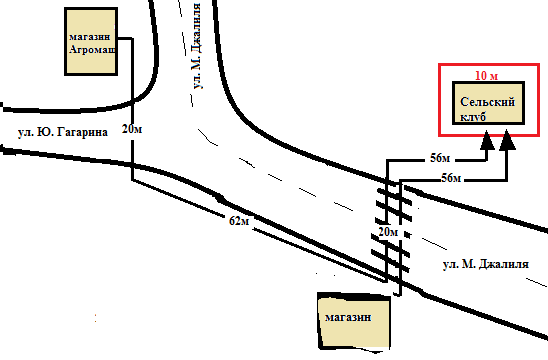 магазин
Агромаш
ул. М. Джалиля
10 м
Сельский
клуб
ул. Ю. Гагарина
20м
56м
56м
62м
20м
ул. М. Джалиля
магазин